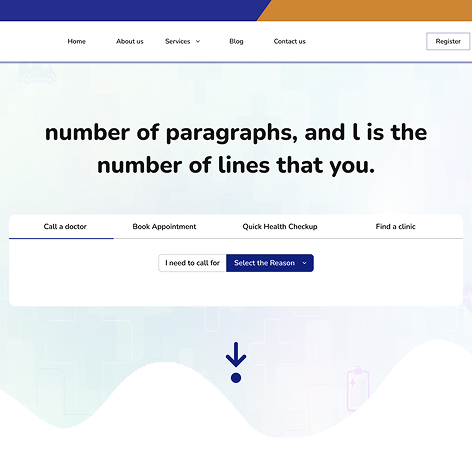 Home About us Services Blog Contact us Register
number of paragraphs, and l is the
number of lines that you.
Call a doctor Book Appointment Quick Health Checkup Find a clinic
I need to call for Select the Reason